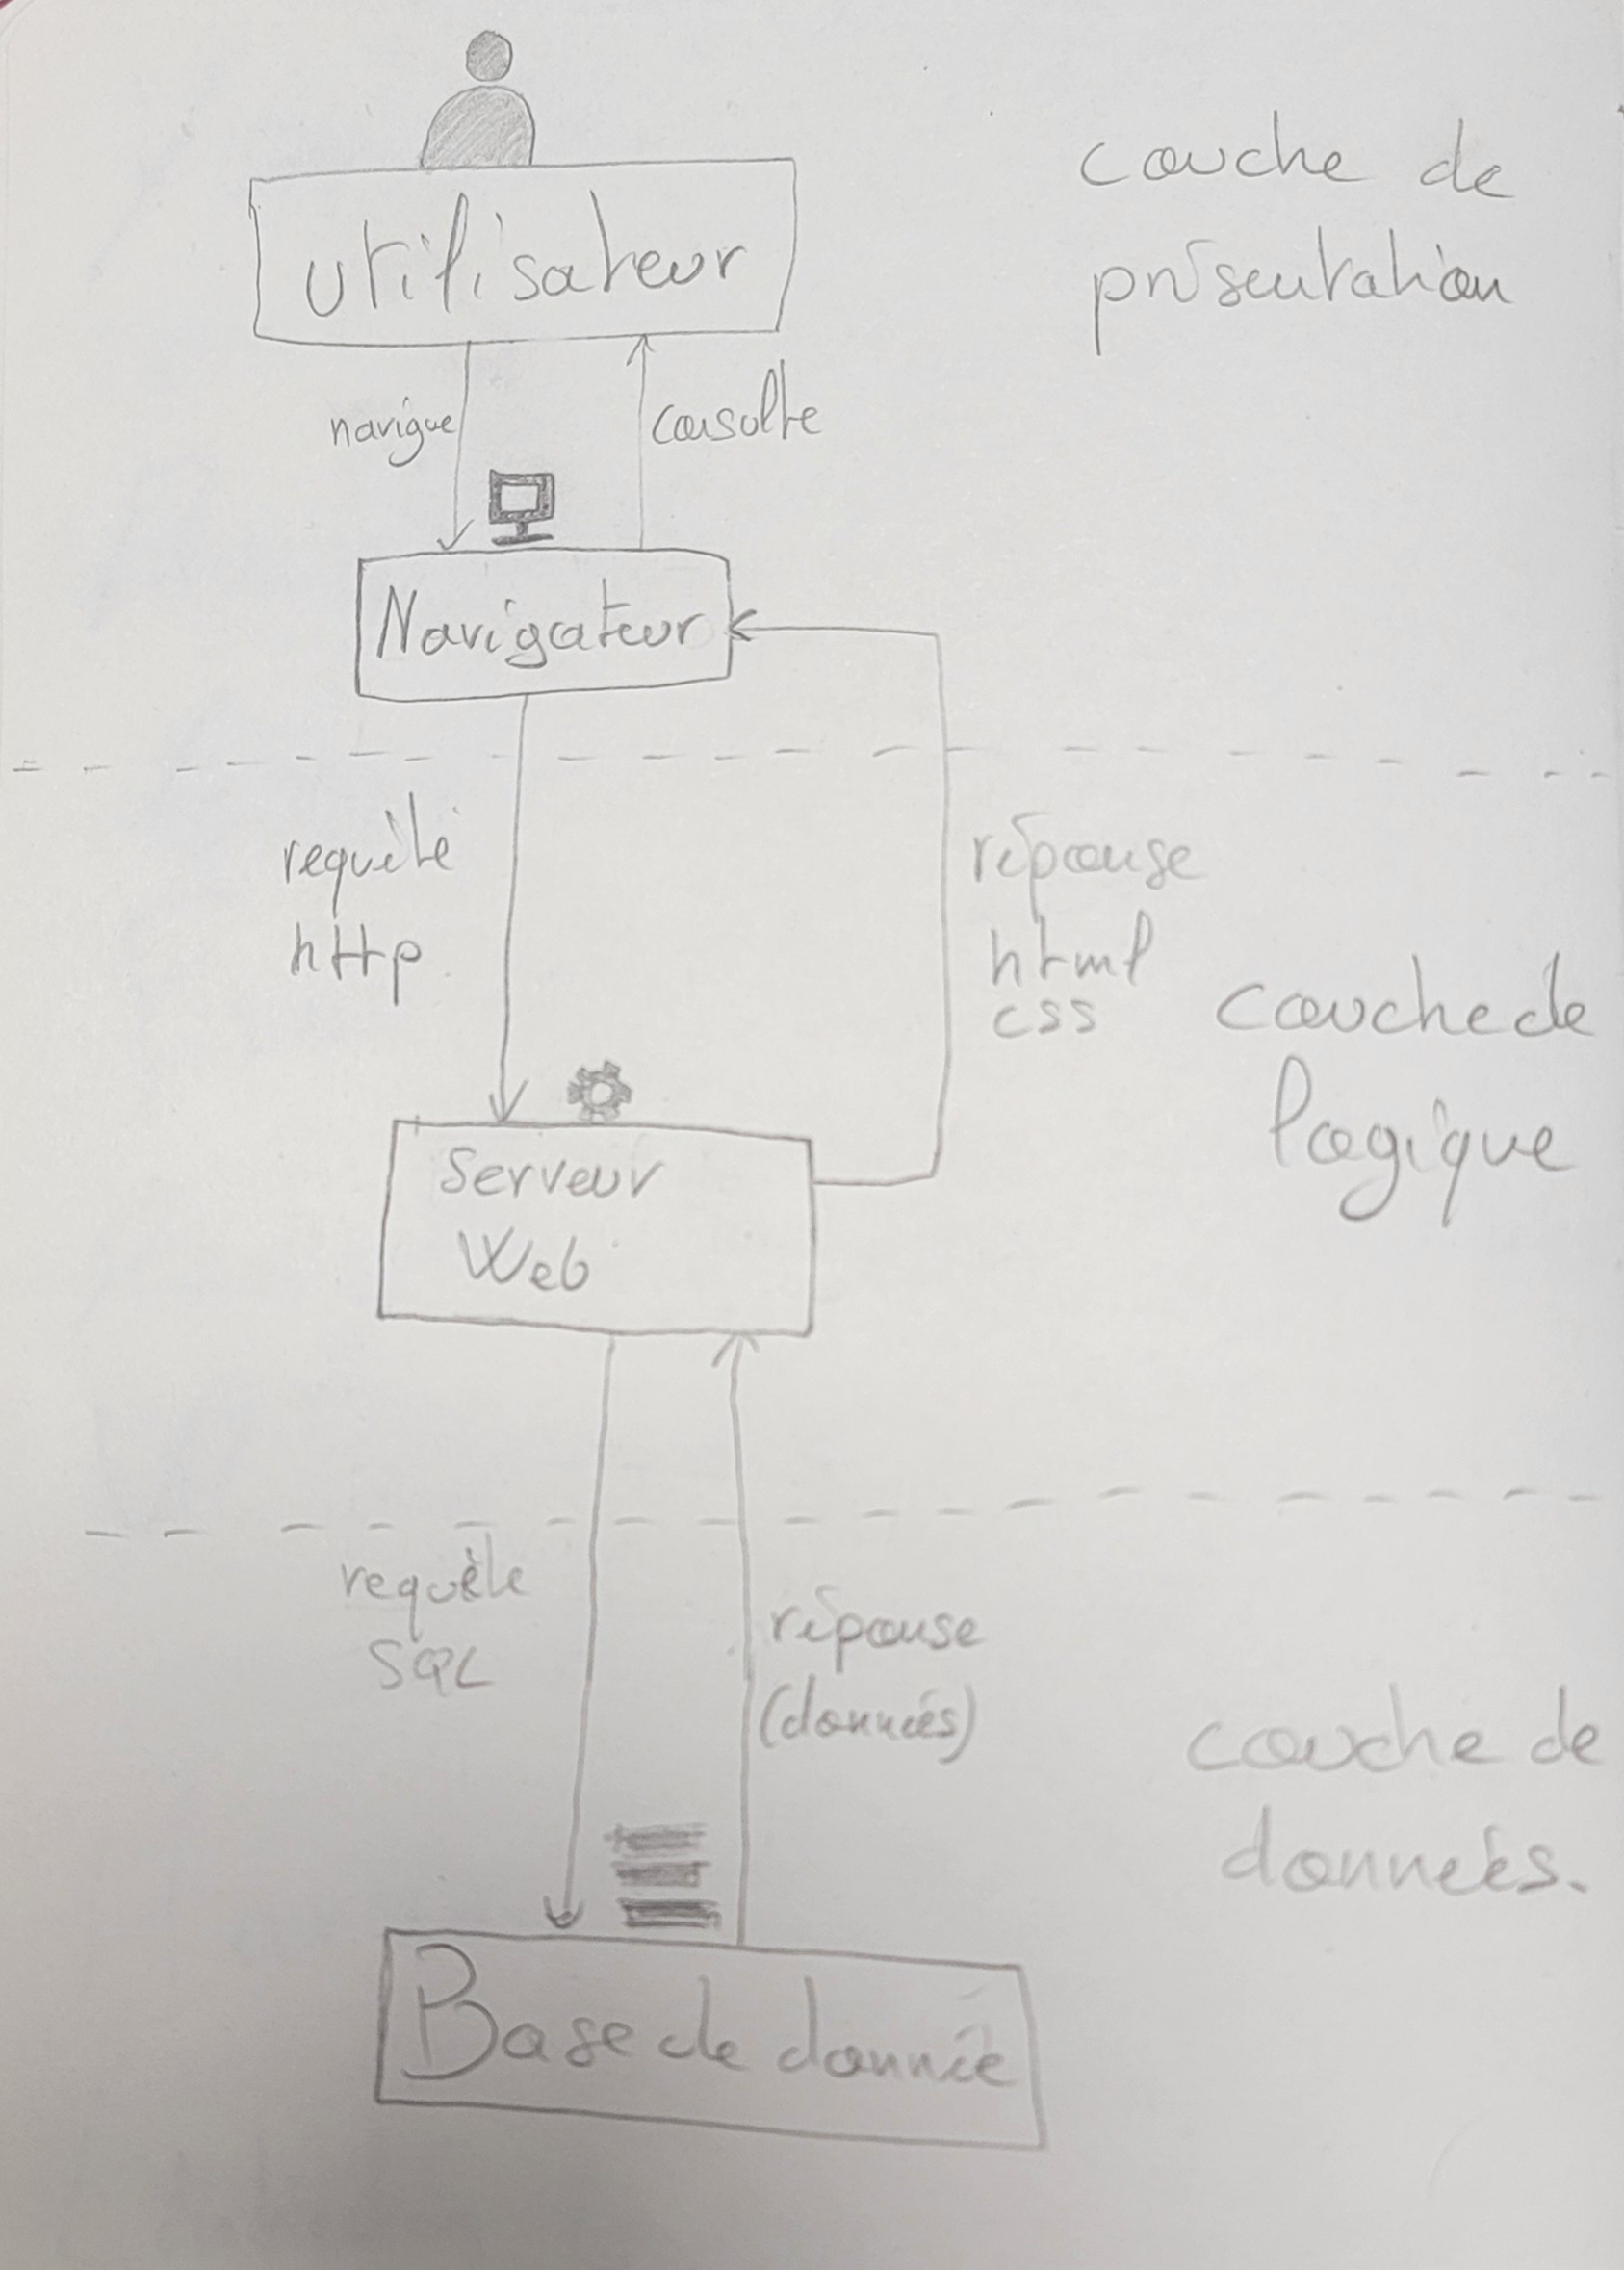 couche de
présentation
utilisateur
navigue
consulte
Navigateur
requête
http
réponse
html
css
couche de
logique
Serveur
Web
requête
SQL
réponse
(données)
couche de
données.
Base de donnée